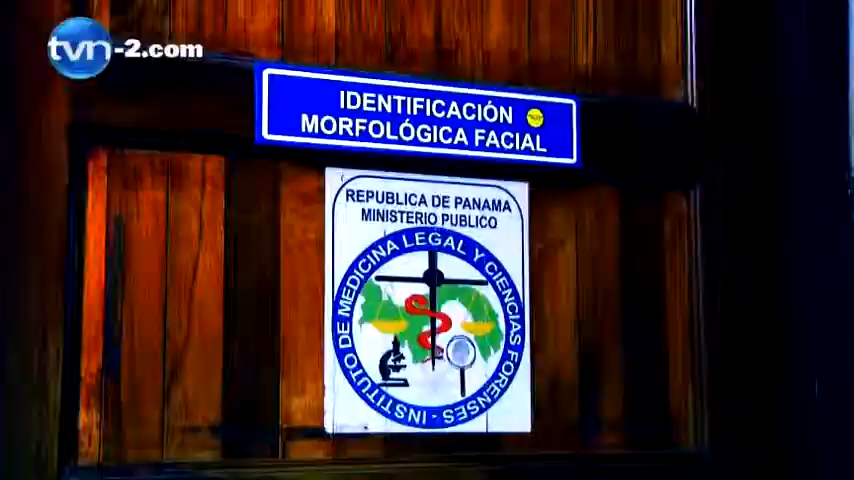 tvn-2.com
IDENTIFICACIÓN
MORFOLÓGICA FACIAL
REPUBLICA DE PANAMA
MINISTERIO PUBLICO
INSTITUTO DE MEDICINA LEGAL Y CIENCIAS FORENSES -